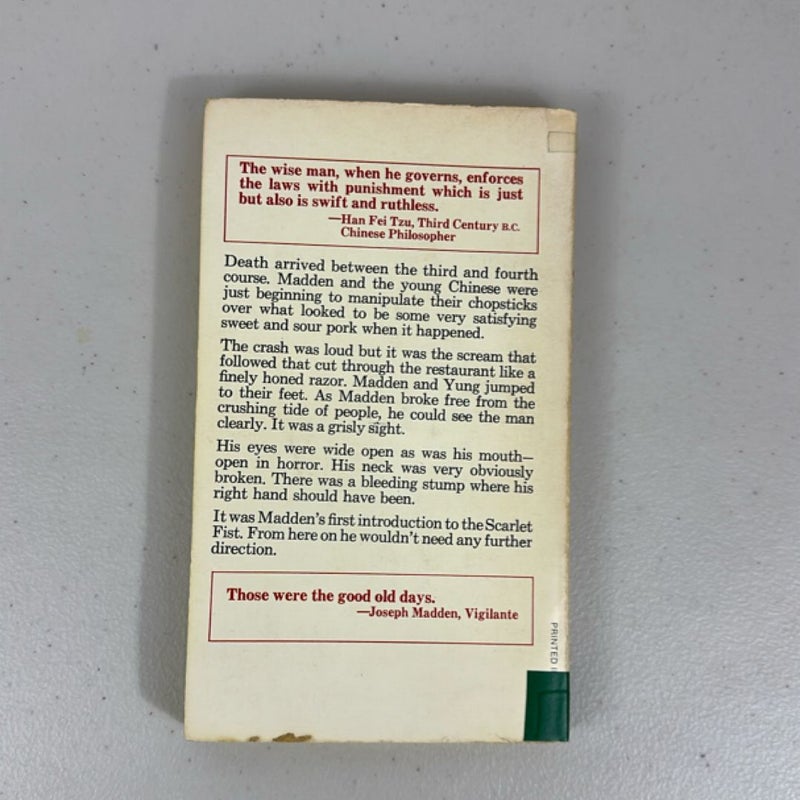 The wise man, when he governs, enforces
the laws with punishment which is just
but also is swift and ruthless.
—Han Fei Tzu, Third Century B.C.
Chinese Philosopher
Death arrived between the third and fourth
course. Madden and the young Chinese were
just beginning to manipulate their chopsticks
over what looked to be some very satisfying
sweet and sour pork when it happened.
The crash was loud but it was the scream that
followed that cut through the restaurant like a
finely honed razor. Madden and Yung jumped
to their feet. As Madden broke free from the
crushing tide of people, he could see the man
clearly. It was a grisly sight.
His eyes were wide open as was his mouth—
open in horror. His neck was very obviously
broken. There was a bleeding stump where his
right hand should have been.
It was Madden's first introduction to the Scarlet
Fist. From here on he wouldn't need any further
direction.
Those were the good old days.
—Joseph Madden, Vigilante
PRINTED